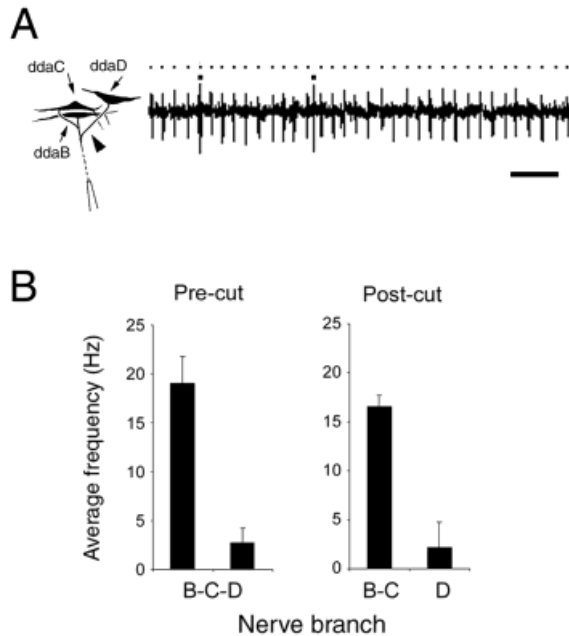 A
ddaC ddaD
ddaB
B
Pre-cut Post-cut
Average frequency (Hz)
25 25
20 20
15 15
10 10
5 5
0 0
B-C-D B-C D
Nerve branch